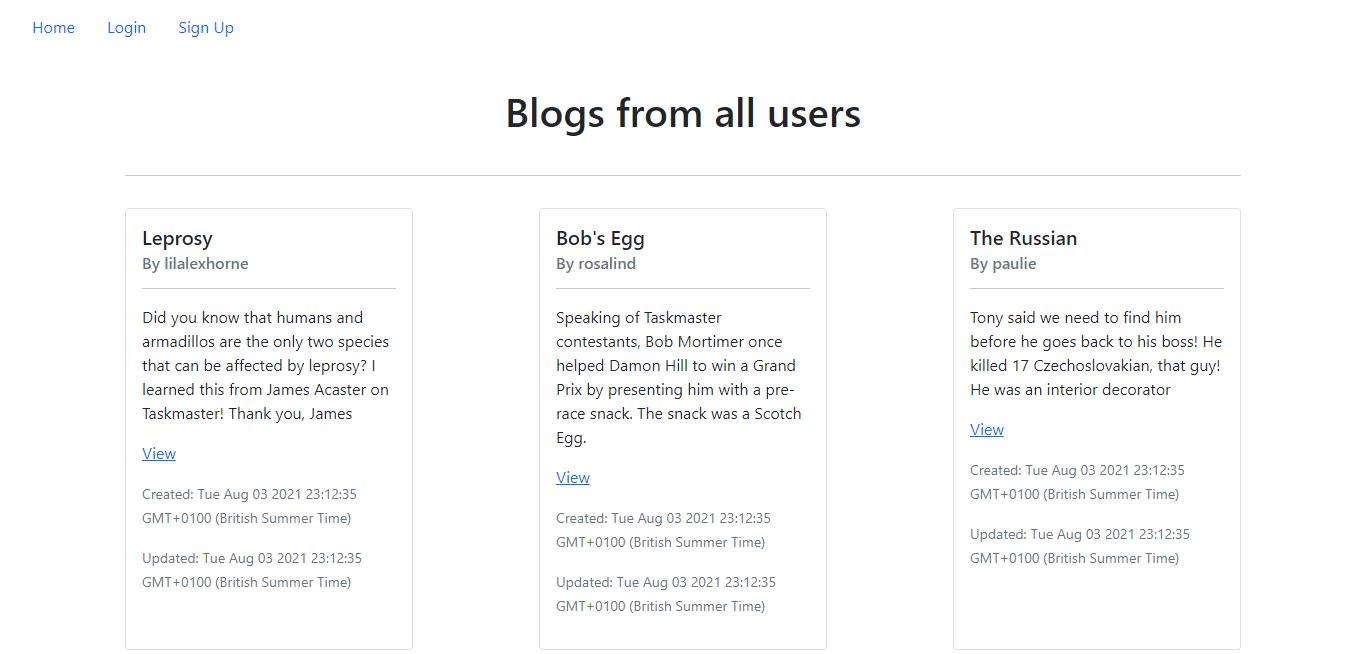 Home Login Sign Up
Blogs from all users
Leprosy
By lilalexhorne
Did you know that humans and
armadillos are the only two species
that can be affected by leprosy? I
learned this from James Acaster on
Taskmaster! Thank you, James
View
Created: Tue Aug 03 2021 23:12:35
GMT+0100 (British Summer Time)
Updated: Tue Aug 03 2021 23:12:35
GMT+0100 (British Summer Time)
Bob's Egg
By rosalind
Speaking of Taskmaster
contestants, Bob Mortimer once
helped Damon Hill to win a Grand
Prix by presenting him with a pre-
race snack. The snack was a Scotch
Egg.
View
Created: Tue Aug 03 2021 23:12:35
GMT+0100 (British Summer Time)
Updated: Tue Aug 03 2021 23:12:35
GMT+0100 (British Summer Time)
The Russian
By paulie
Tony said we need to find him
before he goes back to his boss! He
killed 17 Czechoslovakian, that guy!
He was an interior decorator
View
Created: Tue Aug 03 2021 23:12:35
GMT+0100 (British Summer Time)
Updated: Tue Aug 03 2021 23:12:35
GMT+0100 (British Summer Time)